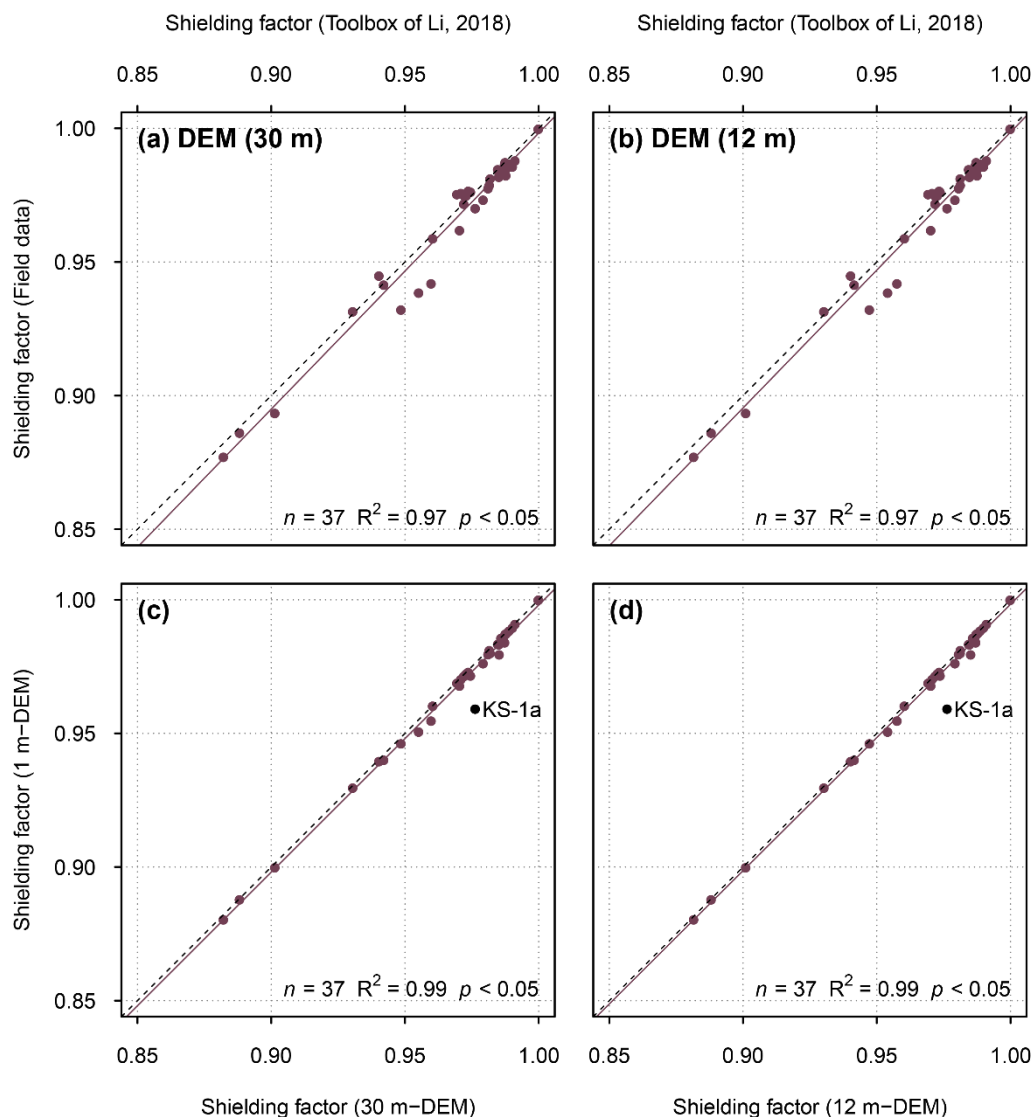 Shielding factor (Toolbox of Li, 2018) Shielding factor (Toolbox of Li, 2018)
0.85 0.90 0.95 1.00 0.85 0.90 0.95 1.00
(a) DEM (30 m) (b) DEM (12 m)
1.00
0.95
0.90
0.85
Shielding factor (Field data)
n = 37 R² = 0.97 p < 0.05 n = 37 R² = 0.97 p < 0.05
(c) (d)
1.00
0.95
0.90
0.85
Shielding factor (1 m−DEM)
KS-1a KS-1a
n = 37 R² = 0.99 p < 0.05 n = 37 R² = 0.99 p < 0.05
0.85 0.90 0.95 1.00 0.85 0.90 0.95 1.00
Shielding factor (30 m−DEM) Shielding factor (12 m−DEM)